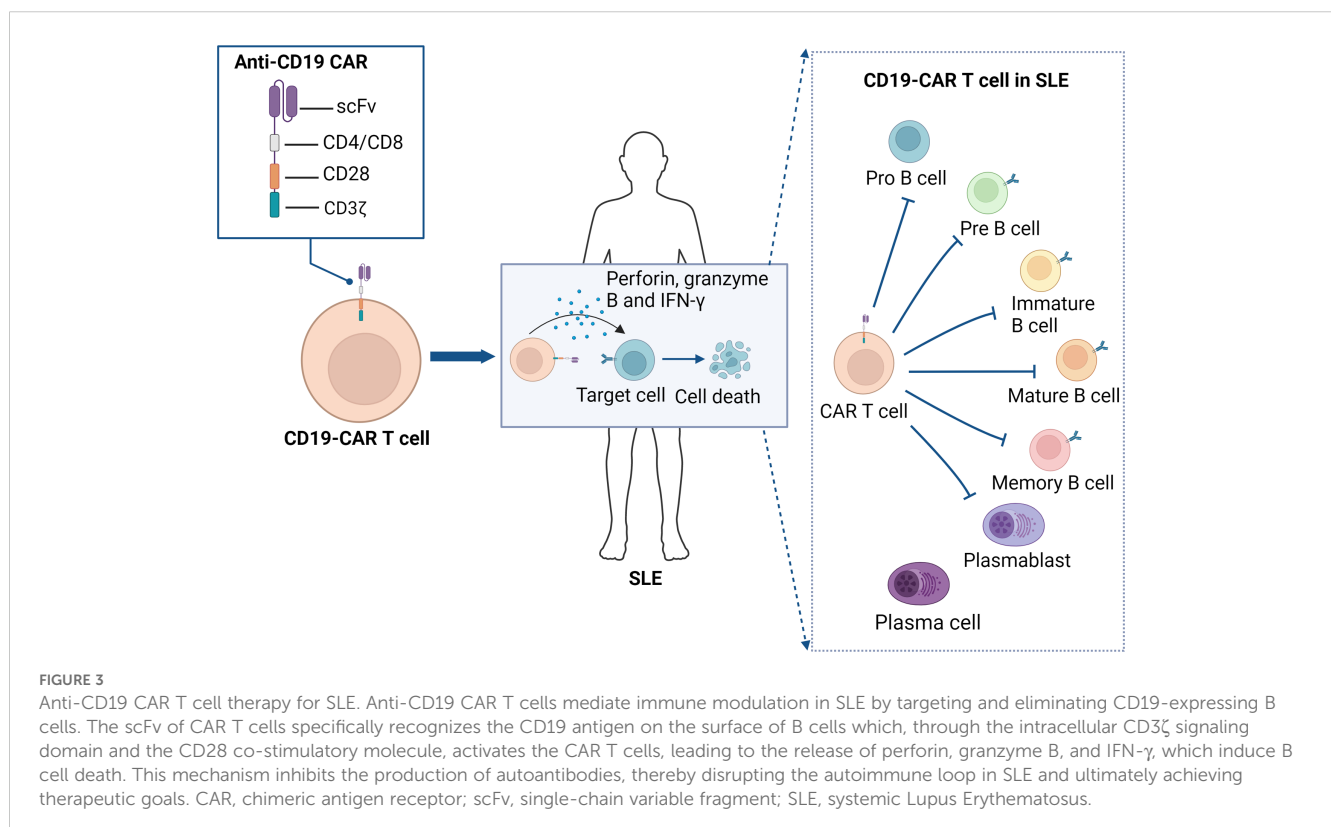 Anti-CD19 CAR
scFv
CD4/CD8
CD28
CD3ζ
CD19-CAR T cell
Perforin, granzyme
B and IFN-γ
Target cell
Cell death
SLE
CD19-CAR T cell in SLE
Pro B cell
Pre B cell
Immature
B cell
Mature B cell
CAR T cell
Memory B cell
Plasmablast
Plasma cell
FIGURE 3
Anti-CD19 CAR T cell therapy for SLE. Anti-CD19 CAR T cells mediate immune modulation in SLE by targeting and eliminating CD19-expressing B
cells. The scFv of CAR T cells specifically recognizes the CD19 antigen on the surface of B cells which, through the intracellular CD3ζ signaling
domain and the CD28 co-stimulatory molecule, activates the CAR T cells, leading to the release of perforin, granzyme B, and IFN-γ, which induce B
cell death. This mechanism inhibits the production of autoantibodies, thereby disrupting the autoimmune loop in SLE and ultimately achieving
therapeutic goals. CAR, chimeric antigen receptor; scFv, single-chain variable fragment; SLE, systemic Lupus Erythematosus.